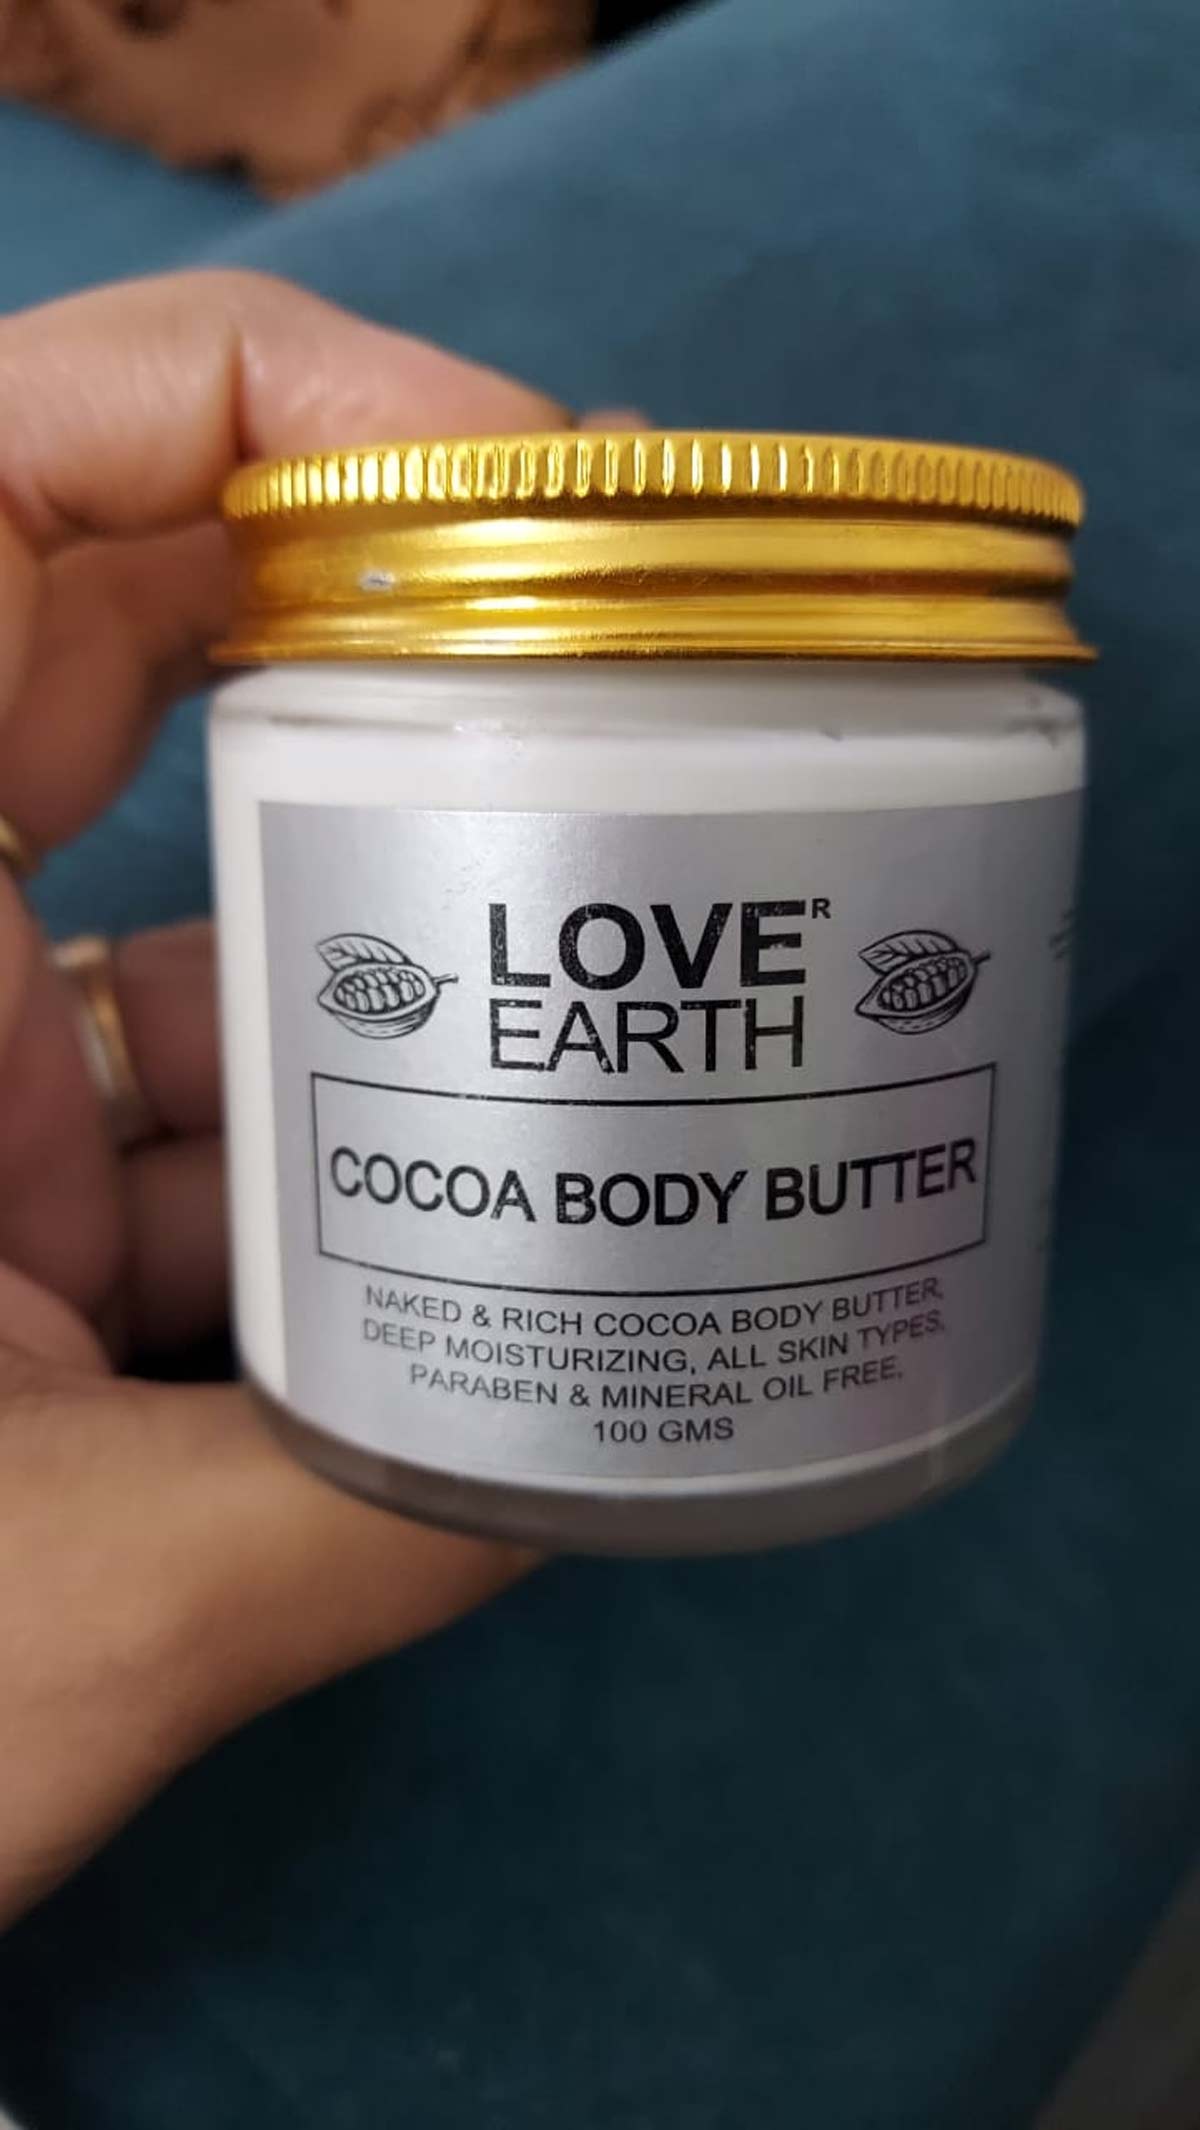 LOVE R
EARTH
COCOA BODY BUTTER
NAKED & RICH COCOA BODY BUTTER,
DEEP MOISTURIZING, ALL SKIN TYPES,
PARABEN & MINERAL OIL FREE.
100 GMS